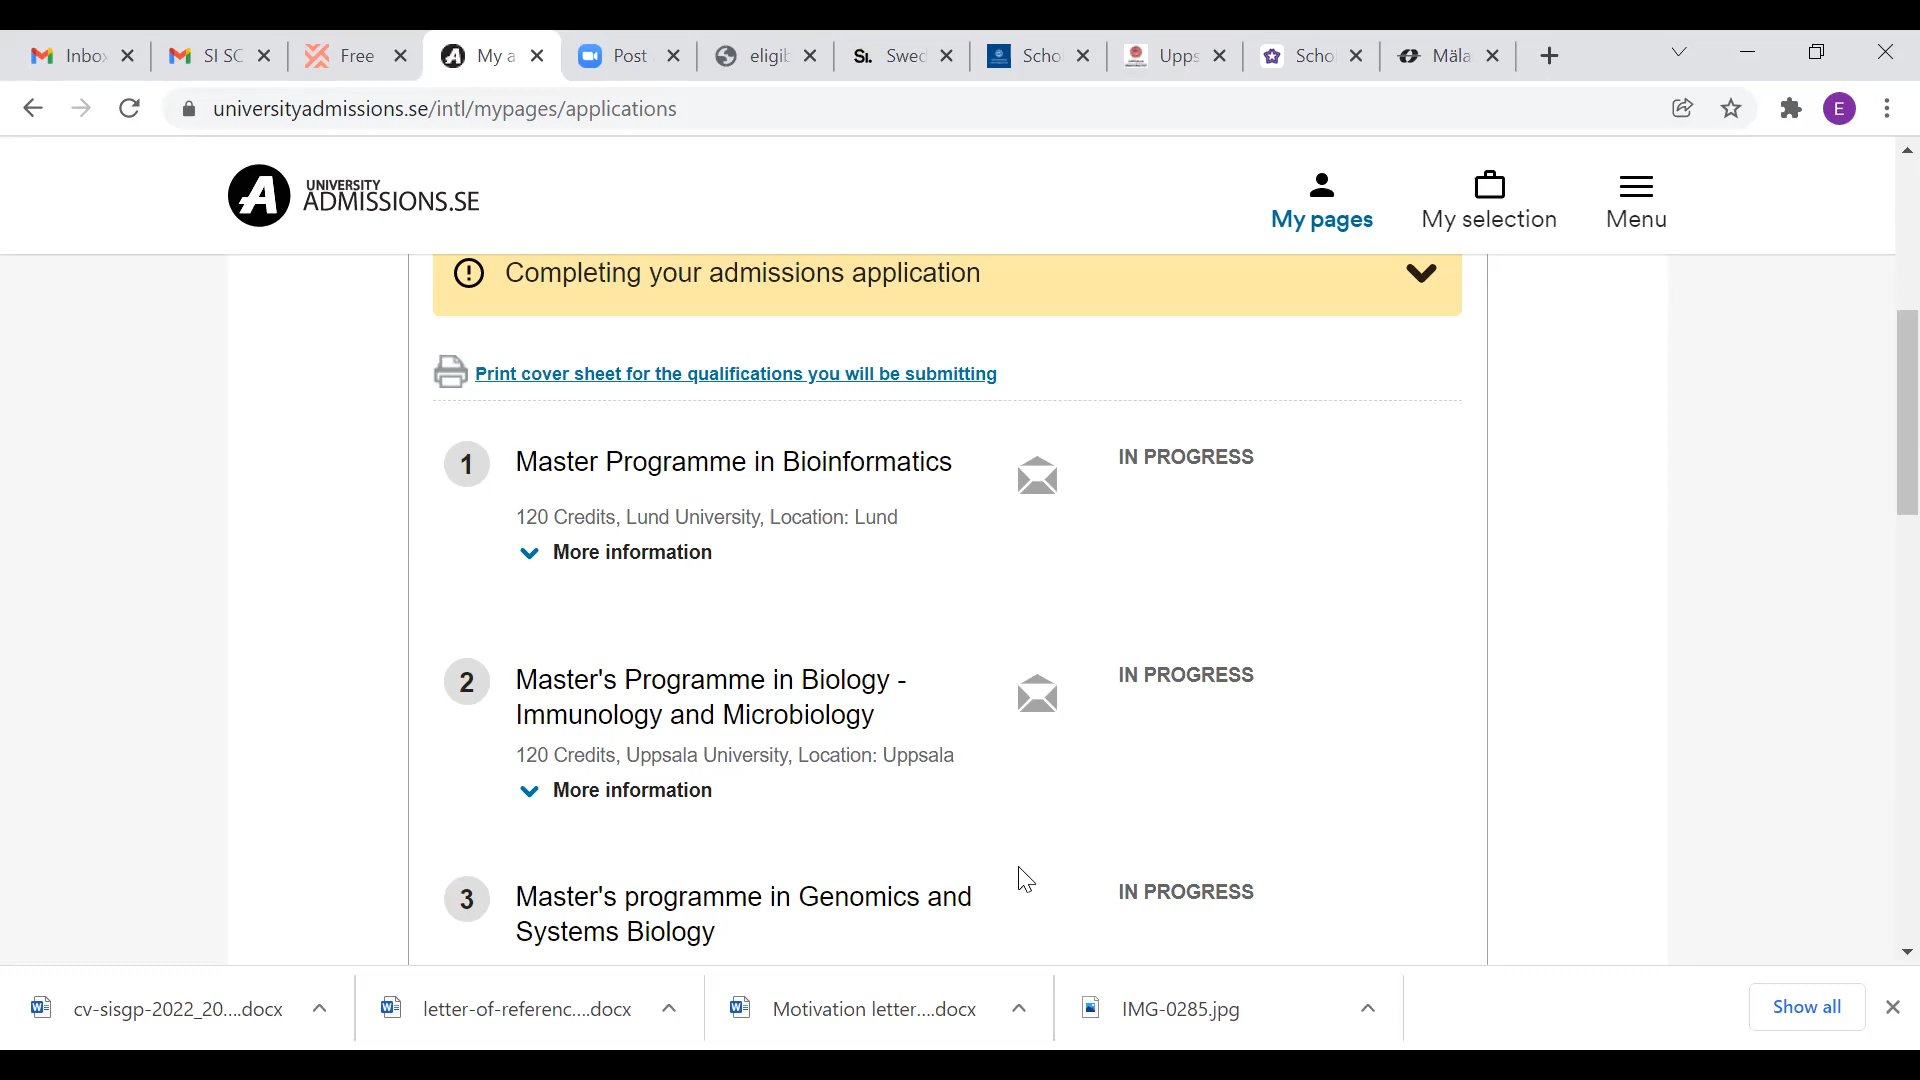 Inbo
SI SC
Free
My a
Post
eligib
Si.
Swed
Scho
Upps
Scho
Mäla
universityadmissions.se/intl/mypages/applications
E
A
UNIVERSITY
ADMISSIONS.SE
My pages
My selection
Menu
Completing your admissions application
Print cover sheet for the qualifications you will be submitting
1
Master Programme in Bioinformatics
IN PROGRESS
120 Credits, Lund University, Location: Lund
More information
2
Master's Programme in Biology -
Immunology and Microbiology
IN PROGRESS
120 Credits, Uppsala University, Location: Uppsala
More information
3
Master's programme in Genomics and
Systems Biology
IN PROGRESS
cv-sisgp-2022_20....docx
letter-of-referenc....docx
Motivation letter....docx
IMG-0285.jpg
Show all